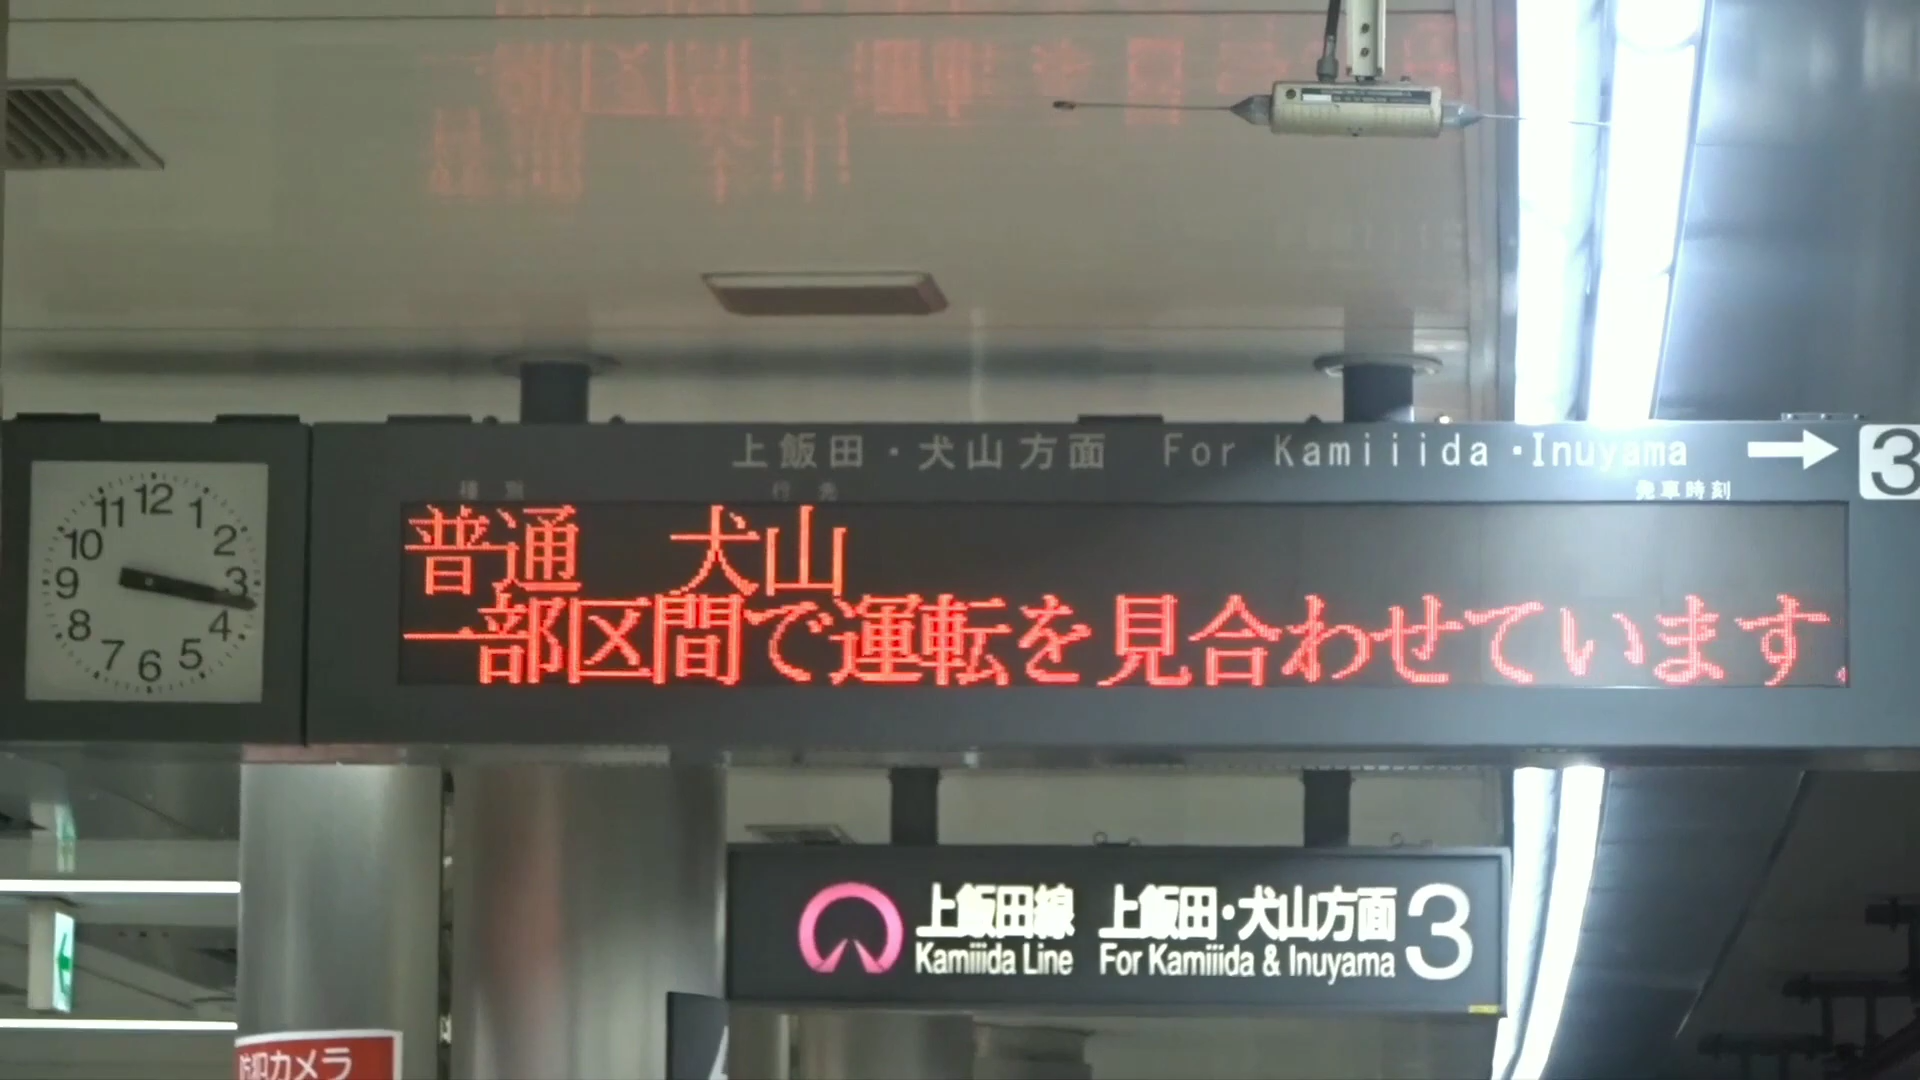 上飯田・犬山方面 For Kamiiida・Inuyama → 3
種別 行先 発車時刻
普通 犬山
一部区間で運転を見合わせています。
12
1
2
3
4
5
6
7
8
9
10
11
上飯田線 上飯田・犬山方面 3
Kamiiida Line For Kamiiida & Inuyama
防犯カメラ